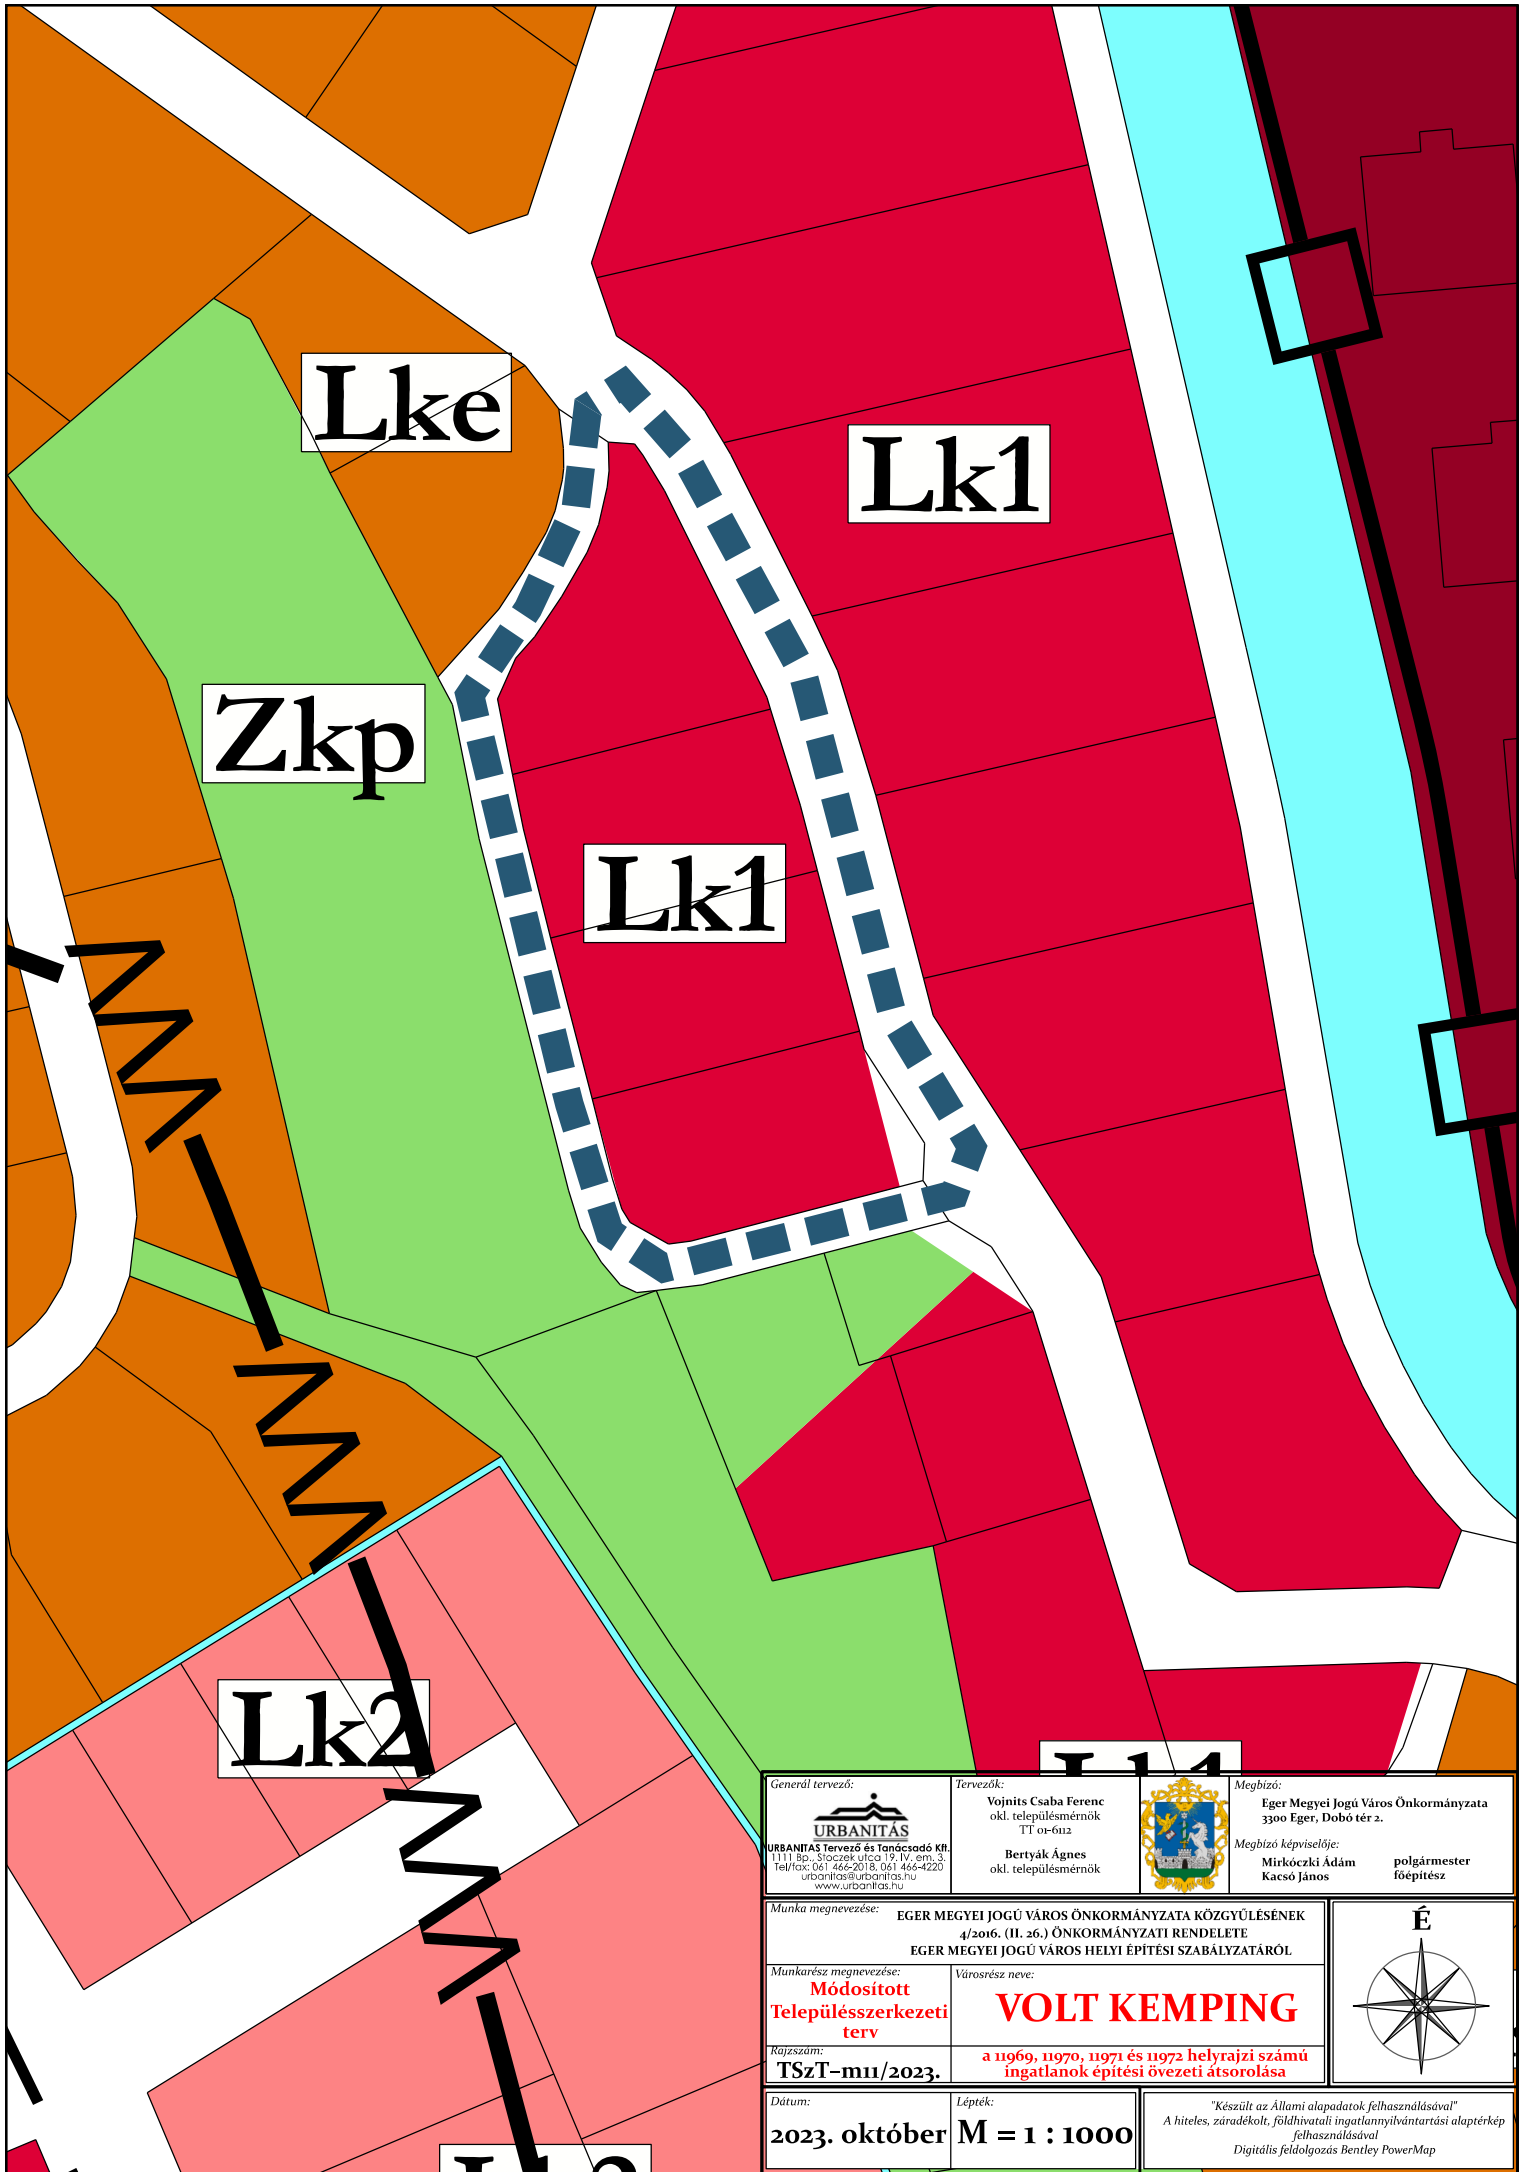 Lke
Lk1
Zkp
Lk1
Lk2
Lk1
Generál tervező:
URBANITÁS
URBANITAS Tervező és Tanácsadó Kft.
1111 Bp., Stoczek utca 19. IV. em. 3.
Tel/fax: 061 466-2018, 061 466-4220
urbanitas@urbanitas.hu
www.urbanitas.hu
Tervezők:
Vojnits Csaba Ferenc
okl. településmérnök
TT 01-6112
Bertyák Ágnes
okl. településmérnök
Megbízó:
Eger Megyei Jogú Város Önkormányzata
3300 Eger, Dobó tér 2.
Megbízó képviselője:
Mirkóczki Ádám polgármester
Kacsó János főépítész
Munka megnevezése:
EGER MEGYEI JOGÚ VÁROS ÖNKORMÁNYZATA KÖZGYŰLÉSÉNEK
4/2016. (II. 26.) ÖNKORMÁNYZATI RENDELETE
EGER MEGYEI JOGÚ VÁROS HELYI ÉPÍTÉSI SZABÁLYZATÁRÓL
Munkarész megnevezése:
Módosított
Településszerkezeti
terv
Városrész neve:
VOLT KEMPING
Rajzszám:
TSzT-m11/2023.
a 11969, 11970, 11971 és 11972 helyrajzi számú
ingatlanok építési övezeti átsorolása
É
Dátum:
2023. október
Lépték:
M = 1 : 1000
"Készült az Állami alapadatok felhasználásával"
A hiteles, záradékolt, földhivatali ingatlannyilvántartási alaptérkép
felhasználásával
Digitális feldolgozás Bentley PowerMap